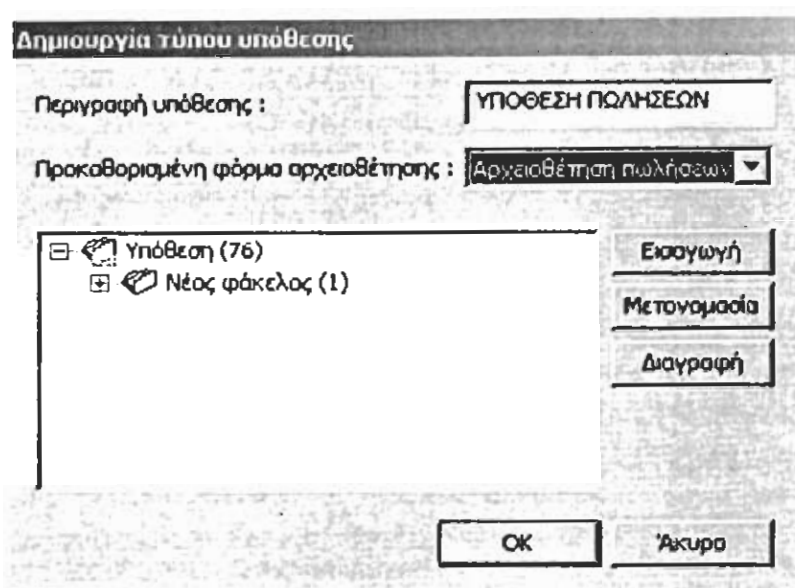 Δημιουργία τύπου υπόθεσης
Περιγραφή υπόθεσης : ΥΠΟΘΕΣΗ ΠΩΛΗΣΕΩΝ
Προκαθορισμένη φόρμα αρχειοθέτησης : Αρχειοθέτηση πωλήσεων
Υπόθεση (76)
Νέος φάκελος (1)
Εισαγωγή
Μετονομασία
Διαγραφή
OK Άκυρο